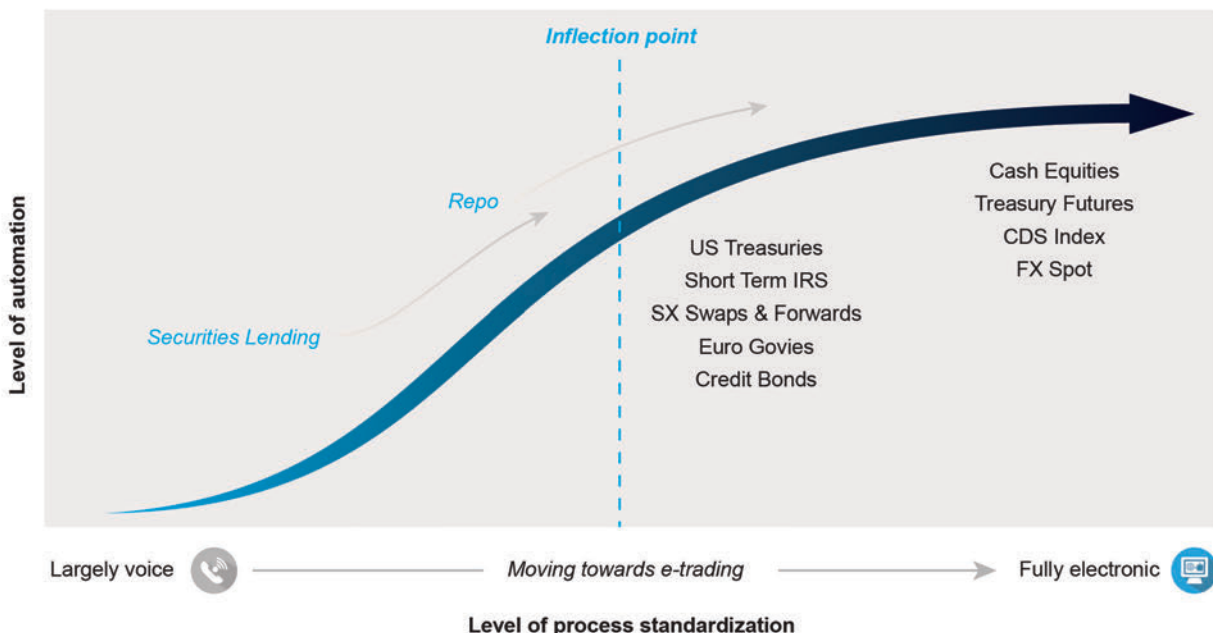 Inflection point
Repo
Securities Lending
US Treasuries
Short Term IRS
SX Swaps & Forwards
Euro Govies
Credit Bonds
Cash Equities
Treasury Futures
CDS Index
FX Spot
Level of automation
Largely voice
Moving towards e-trading
Fully electronic
Level of process standardization